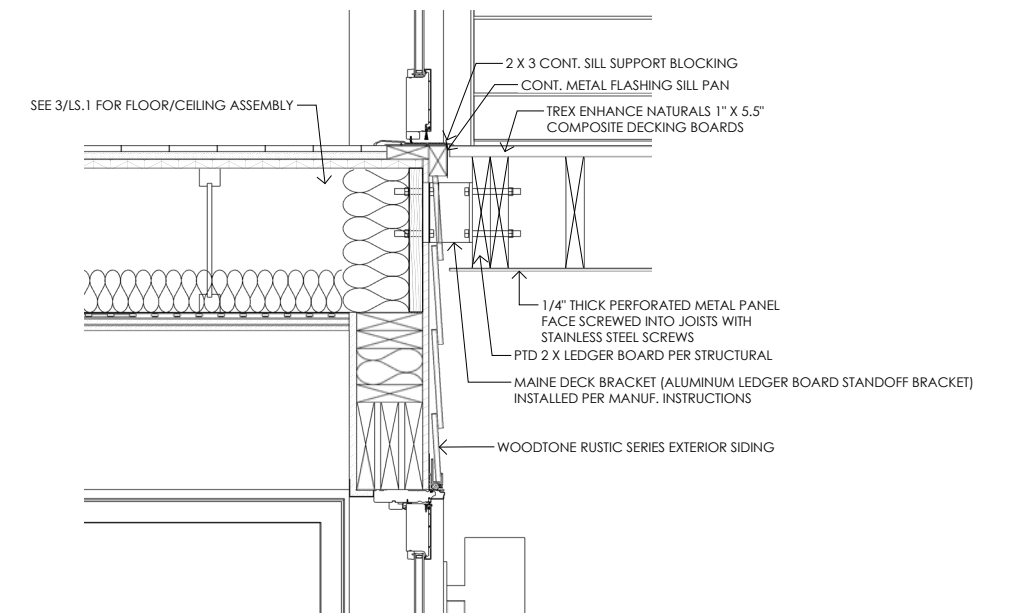 2 X 3 CONT. SILL SUPPORT BLOCKING
CONT. METAL FLASHING SILL PAN
SEE 3/LS.1 FOR FLOOR/CEILING ASSEMBLY
TREX ENHANCE NATURALS 1" X 5.5"
COMPOSITE DECKING BOARDS
1/4" THICK PERFORATED METAL PANEL
FACE SCREWED INTO JOISTS WITH
STAINLESS STEEL SCREWS
PTD 2 X LEDGER BOARD PER STRUCTURAL
MAINE DECK BRACKET (ALUMINUM LEDGER BOARD STANDOFF BRACKET)
INSTALLED PER MANUF. INSTRUCTIONS
WOODTONE RUSTIC SERIES EXTERIOR SIDING